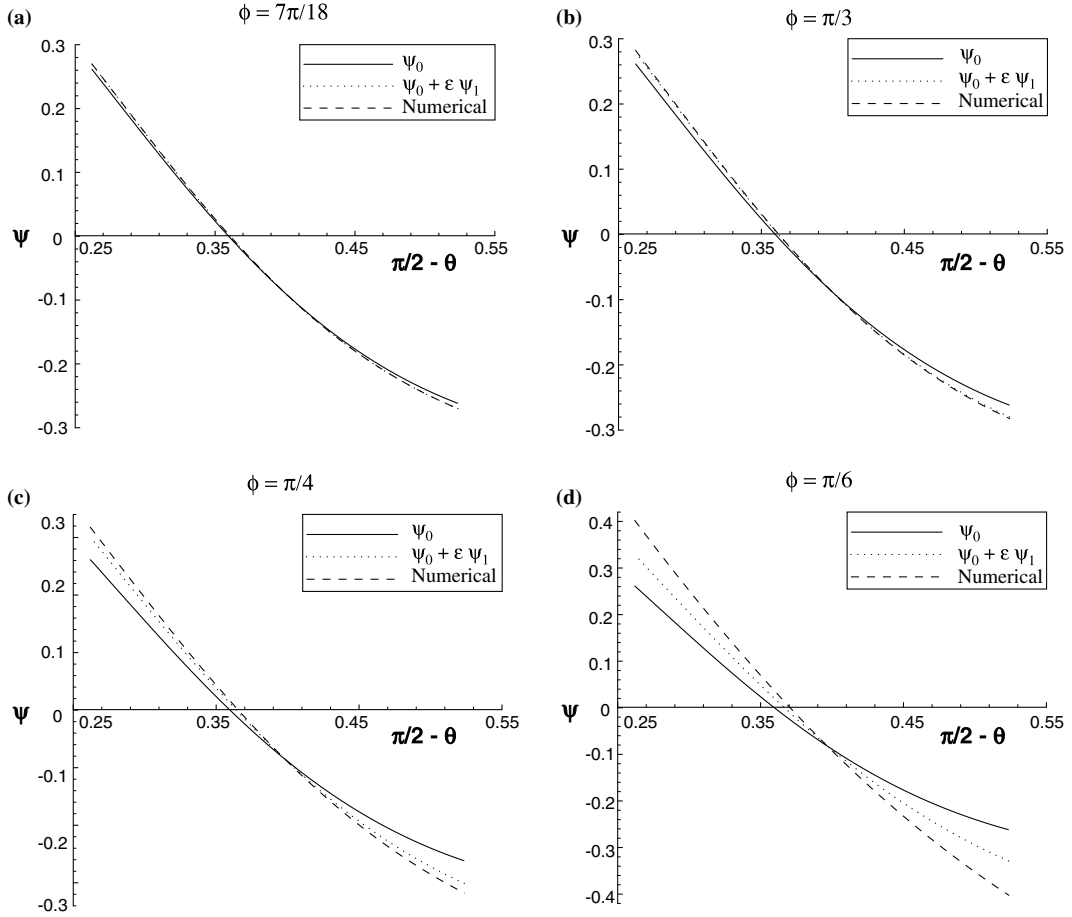 (a)
ϕ = 7π/18
0.3
0.2
0.1
0
-0.1
-0.2
-0.3
ψ
0.25
0.35
0.45
0.55
π/2 - θ
ψ0
ψ0 + ε ψ1
Numerical
(b)
ϕ = π/3
0.3
0.2
0.1
0
-0.1
-0.2
-0.3
ψ
0.25
0.35
0.45
0.55
π/2 - θ
ψ0
ψ0 + ε ψ1
Numerical
(c)
ϕ = π/4
0.3
0.2
0.1
0
-0.1
-0.2
-0.3
ψ
0.25
0.35
0.45
0.55
π/2 - θ
ψ0
ψ0 + ε ψ1
Numerical
(d)
ϕ = π/6
0.4
0.3
0.2
0.1
0
-0.1
-0.2
-0.3
-0.4
ψ
0.25
0.35
0.45
0.55
π/2 - θ
ψ0
ψ0 + ε ψ1
Numerical